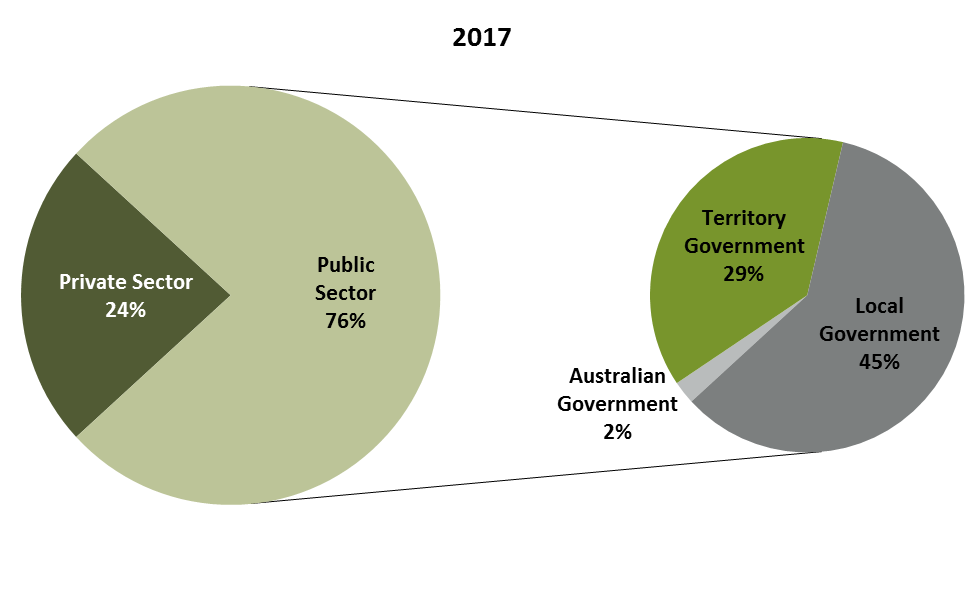 2017
Private Sector
24%
Public
Sector
76%
Territory
Government
29%
Local
Government
45%
Australian
Government
2%